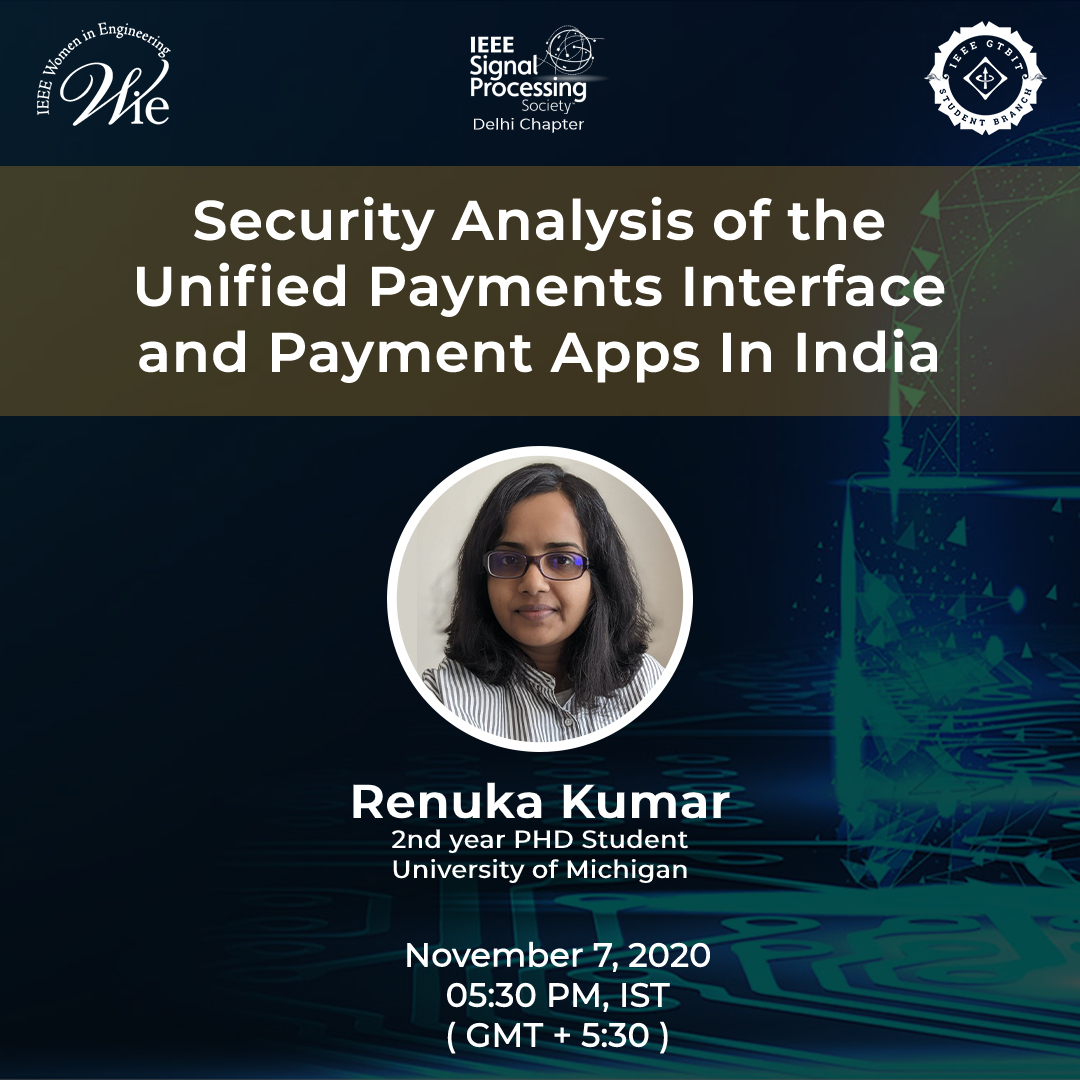 IEEE Women in Engineering
Wie
IEEE
Signal
Processing
Society™
Delhi Chapter
IEEE GTBIT
STUDENT BRANCH
Security Analysis of the
Unified Payments Interface
and Payment Apps In India
Renuka Kumar
2nd year PHD Student
University of Michigan
November 7, 2020
05:30 PM, IST
( GMT + 5:30 )